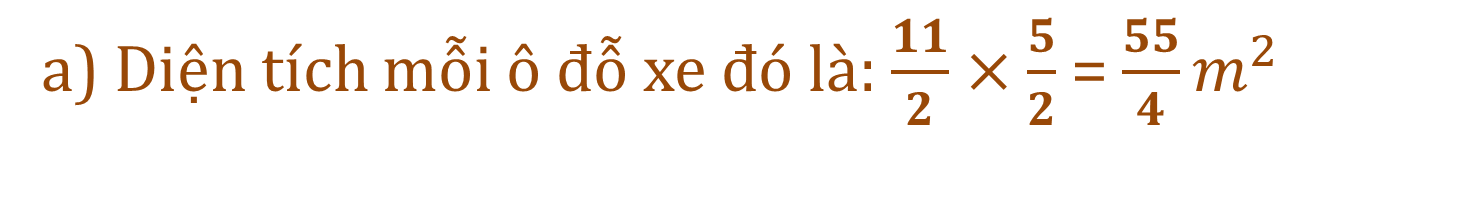 a) Diện tích mỗi ô đỗ xe đó là: 11/2 × 5/2 = 55/4 m²